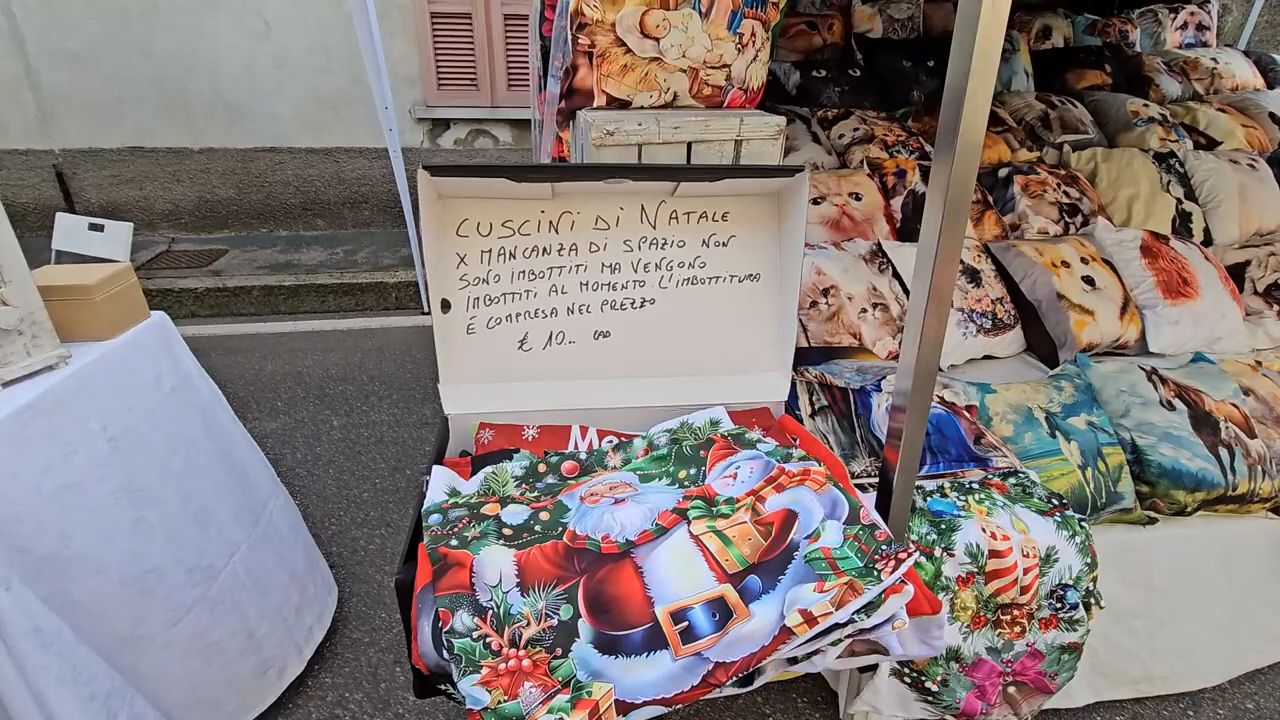 CUSCINI DI NATALE
X MANCANZA DI SPAZIO NON
SONO IMBOTTITI MA VENGONO
IMBOTTITI AL MOMENTO. L'IMBOTTITURA
È COMPRESA NEL PREZZO
€ 10.. CAD